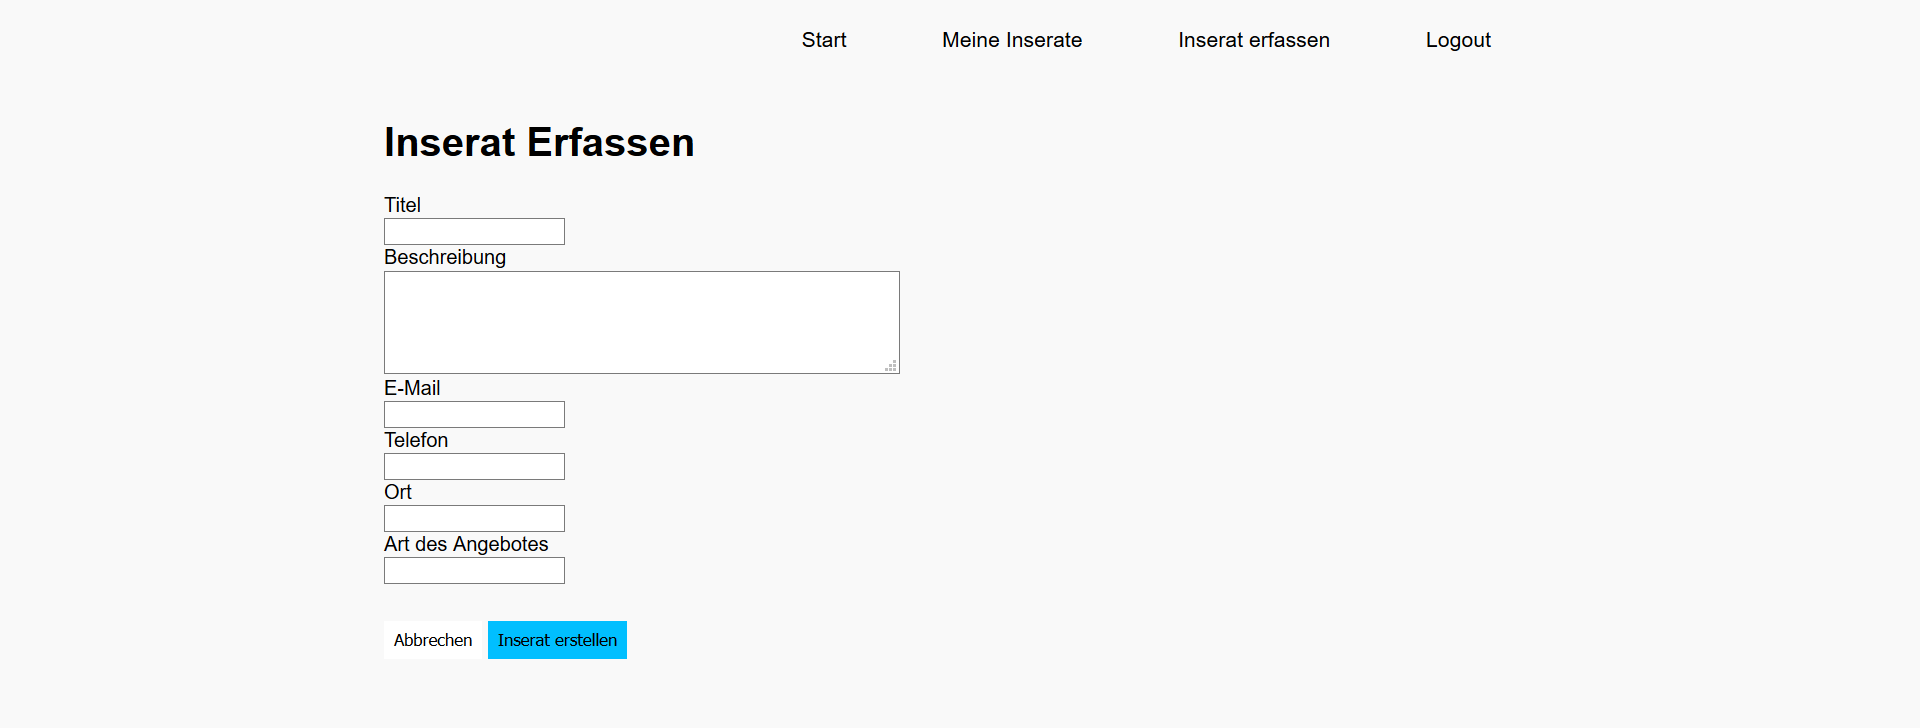 Start Meine Inserate Inserat erfassen Logout
Inserat Erfassen
Titel
Beschreibung
E-Mail
Telefon
Ort
Art des Angebotes
Abbrechen Inserat erstellen